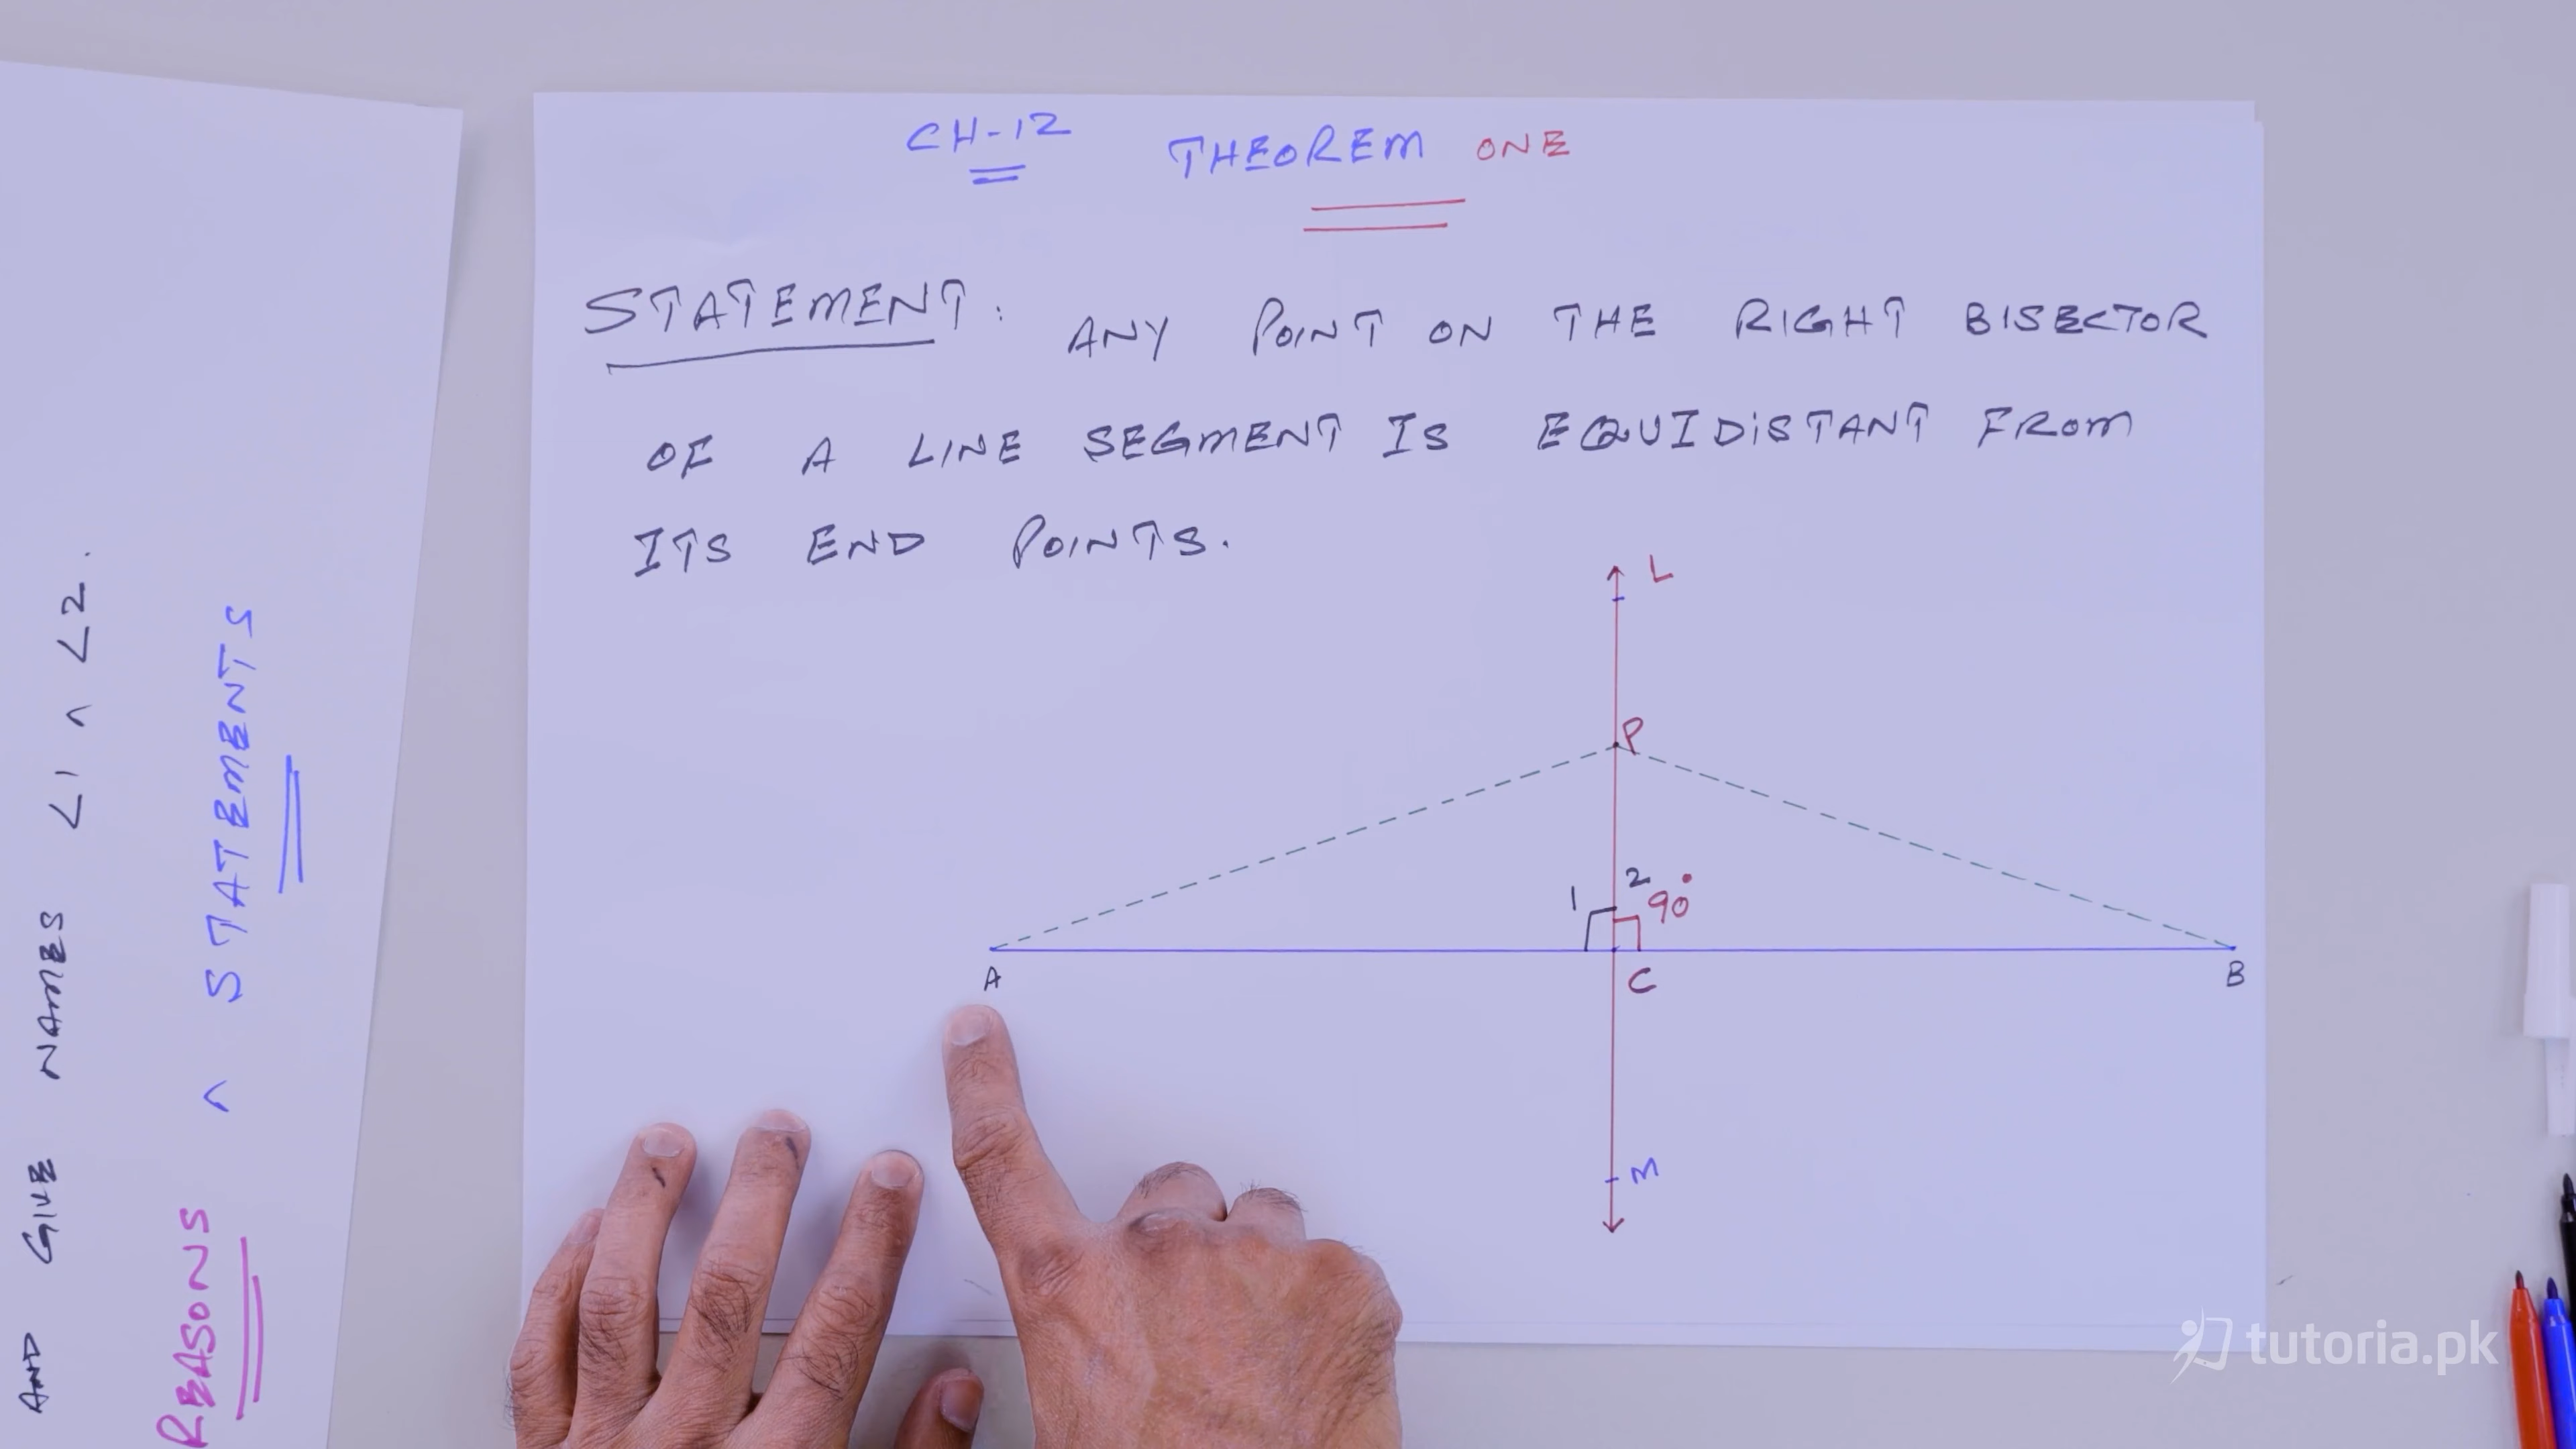 CH-12 THEOREM ONE
STATEMENT: ANY POINT ON THE RIGHT BISECTOR
OF A LINE SEGMENT IS EQUIDISTANT FROM
ITS END POINTS.
L
P
1 2 90°
A C B
M
AND GIVE NAMES ∠1 ∧ ∠2.
REASONS ∧ STATEMENTS
tutoria.pk